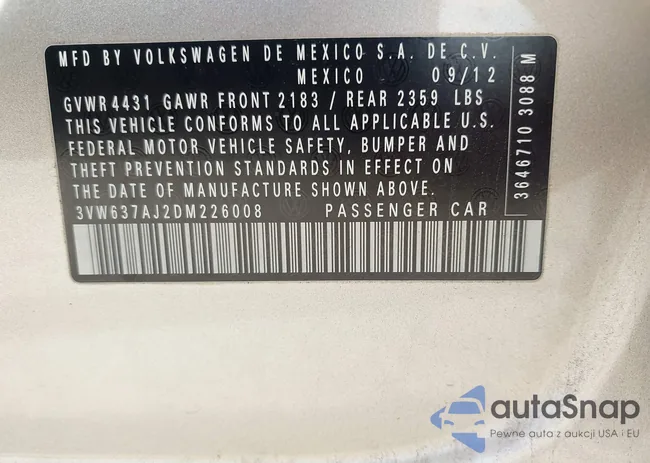 MFD BY VOLKSWAGEN DE MEXICO S.A. DE C.V.
MEXICO 09/12
GVWR 4431 GAWR FRONT 2183 / REAR 2359 LBS
THIS VEHICLE CONFORMS TO ALL APPLICABLE U.S.
FEDERAL MOTOR VEHICLE SAFETY, BUMPER AND
THEFT PREVENTION STANDARDS IN EFFECT ON
THE DATE OF MANUFACTURE SHOWN ABOVE.
3VW637AJ2DM226008 PASSENGER CAR
3646710 3088 M
autoSnap
Pewne auta z aukcji USA i EU